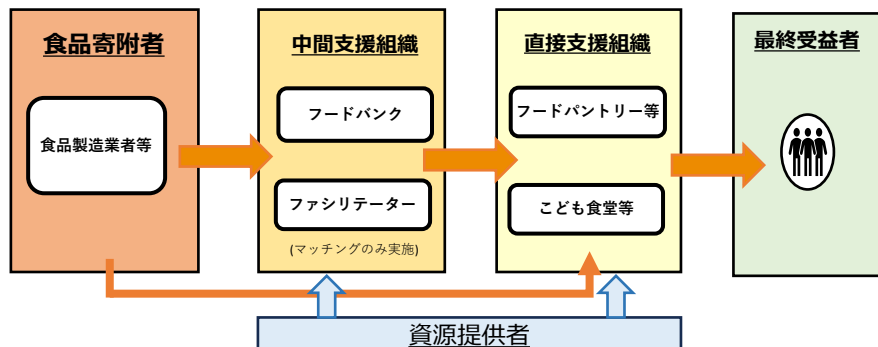 食品寄附者
食品製造業者等
中間支援組織
フードバンク
ファシリテーター
(マッチングのみ実施)
直接支援組織
フードパントリー等
こども食堂等
最終受益者
資源提供者